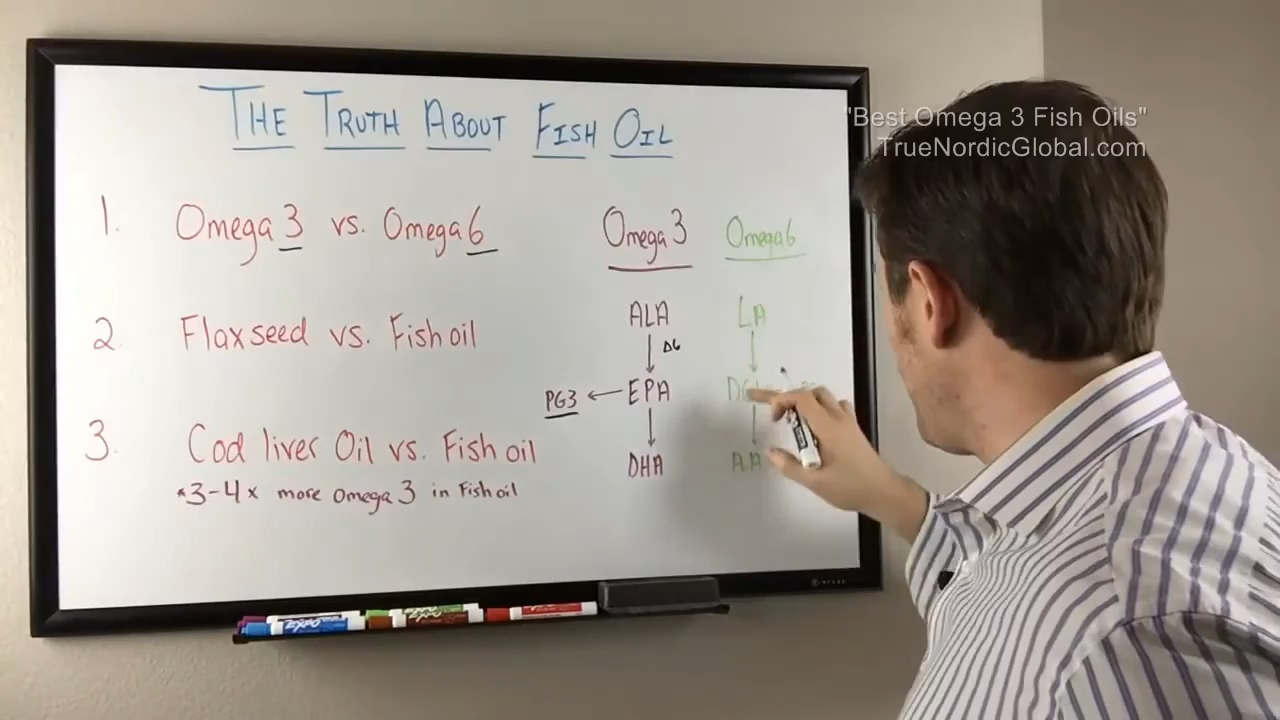 "Best Omega 3 Fish Oils"
TrueNordicGlobal.com
THE TRUTH ABOUT FISH OIL
1. Omega 3 vs. Omega 6
2. Flaxseed vs. Fish oil
3. Cod liver Oil vs. Fish oil
*3-4x more Omega 3 in Fish oil
Omega 3 Omega 6
ALA LA
Δ6
PG3 ← EPA
DHA AA
EXPO